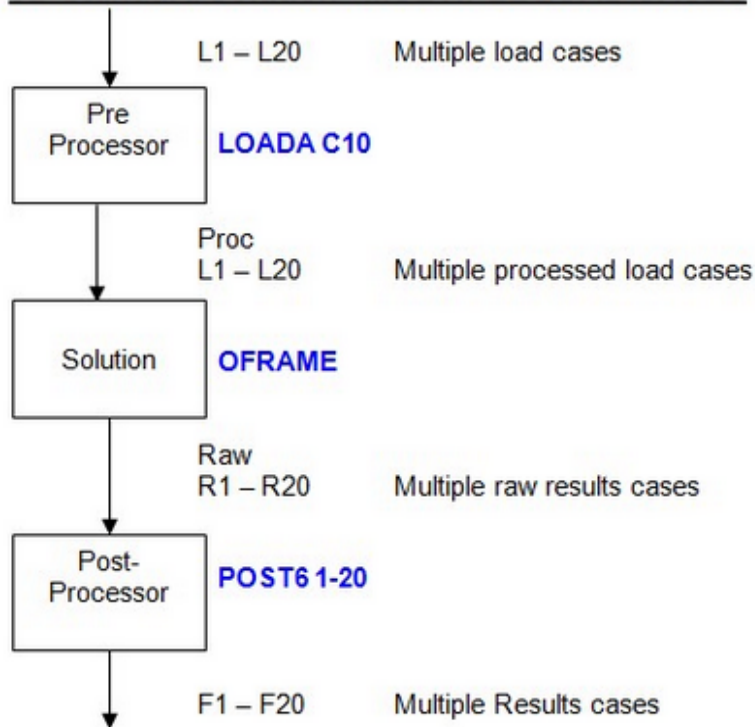 L1 – L20 Multiple load cases
Pre
Processor
LOADA C10
Proc
L1 – L20 Multiple processed load cases
Solution
OFRAME
Raw
R1 – R20 Multiple raw results cases
Post-
Processor
POST6 1-20
F1 – F20 Multiple Results cases